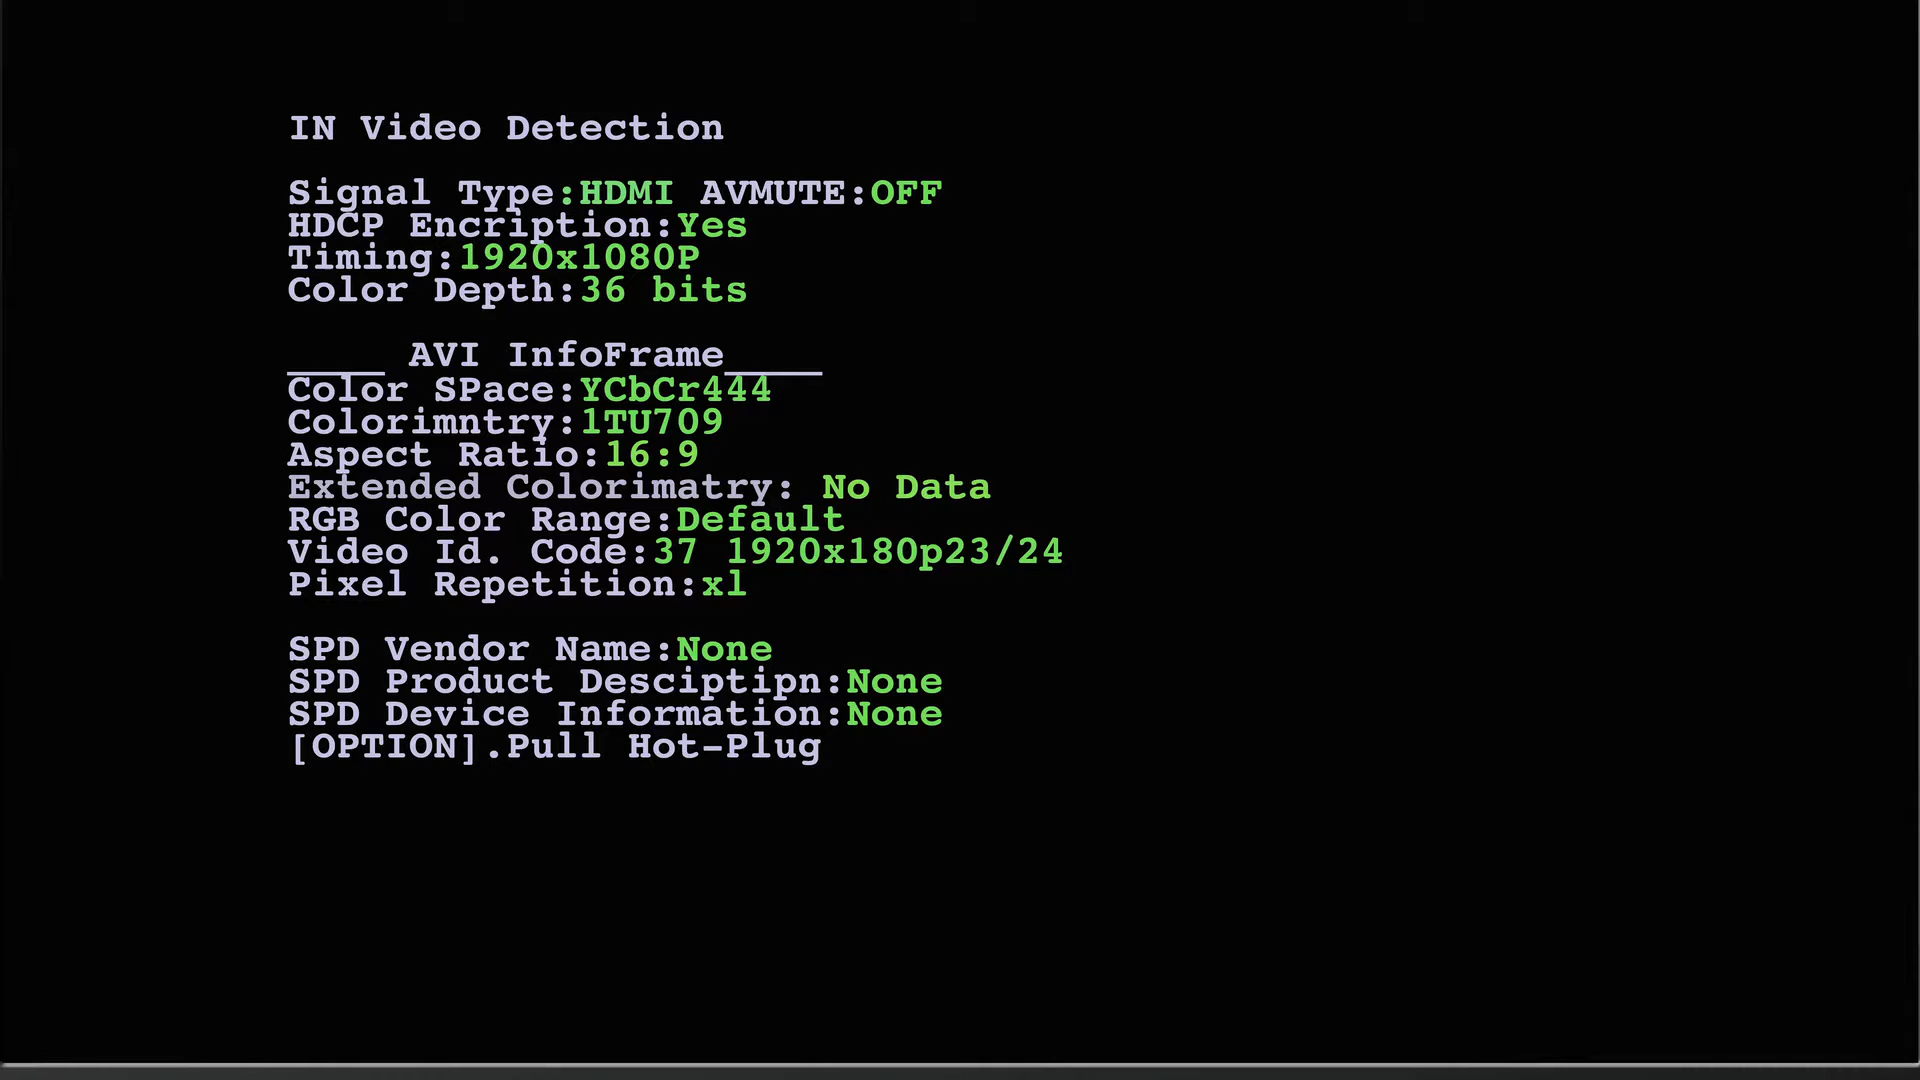 IN Video Detection
Signal Type:HDMI AVMUTE:OFF
HDCP Encription:Yes
Timing:1920x1080P
Color Depth:36 bits
____ AVI InfoFrame____
Color SPace:YCbCr444
Colorimntry:1TU709
Aspect Ratio:16:9
Extended Colorimatry: No Data
RGB Color Range:Default
Video Id. Code:37 1920x180p23/24
Pixel Repetition:xl
SPD Vendor Name:None
SPD Product Desciptipn:None
SPD Device Information:None
[OPTION].Pull Hot-Plug